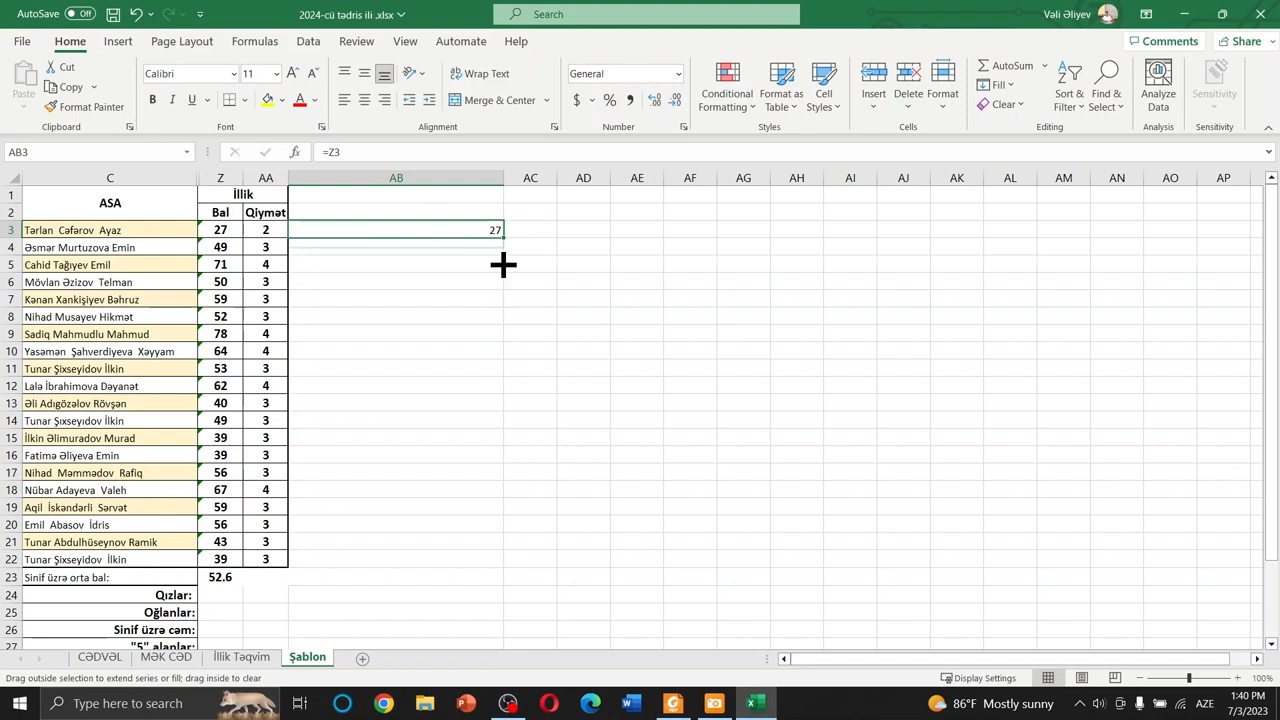 AutoSave Off 2024-cü tədris ili .xlsx Search Vəli Əliyev
File Home Insert Page Layout Formulas Data Review View Automate Help Comments Share
Paste Cut Copy Format Painter Clipboard
Calibri 11 B I U A Font
Wrap Text Merge & Center Alignment
General $ % Number
Conditional Formatting Format as Table Cell Styles Styles
Insert Delete Format Cells
AutoSum Fill Clear Sort & Filter Find & Select Editing
Analyze Data Analysis
Sensitivity Sensitivity
AB3 fx =Z3
C Z AA AB AC AD AE AF AG AH AI AJ AK AL AM AN AO AP
1 ASA İllik
2 Bal Qiymət
3 Tərlan Cəfərov Ayaz 27 2 27
4 Əsmər Murtuzova Emin 49 3
5 Cahid Tağıyev Emil 71 4
6 Mövlan Əzizov Telman 50 3
7 Kənan Xankişiyev Bəhruz 59 3
8 Nihad Musayev Hikmət 52 3
9 Sadiq Mahmudlu Mahmud 78 4
10 Yasəmən Şahverdiyeva Xəyyam 64 4
11 Tunar Şixseyidov İlkin 53 3
12 Lalə İbrahimova Dəyanət 62 4
13 Əli Adıgözəlov Rövşən 40 3
14 Tunar Şıxseyıdov İlkin 49 3
15 İlkin Əlimuradov Murad 39 3
16 Fatimə Əliyeva Emin 39 3
17 Nihad Məmmədov Rafiq 56 3
18 Nübar Adayeva Valeh 67 4
19 Aqil İskəndərli Sərvət 59 3
20 Emil Abasov İdris 56 3
21 Tunar Abdulhüseynov Ramik 43 3
22 Tunar Şixseyidov İlkin 39 3
23 Sinif üzrə orta bal: 52.6
24 Qızlar:
25 Oğlanlar:
26 Sinif üzrə cəm:
27 "5" alanlar:
CƏDVƏL MƏK CƏD İllik Təqvim Şablon
Drag outside selection to extend series or fill; drag inside to clear Display Settings 100%
Type here to search 86°F Mostly sunny AZE 1:40 PM 7/3/2023